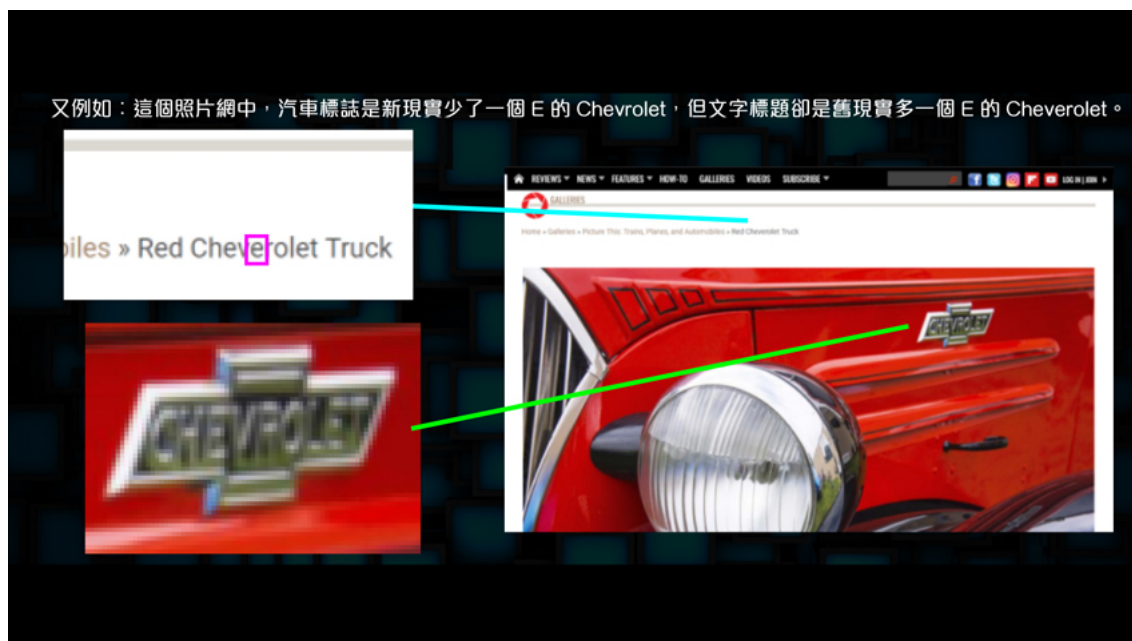 又例如：這個照片網中，汽車標誌是新現實少了一個 E 的 Chevrolet，但文字標題卻是舊現實多一個 E 的 Cheverolet。
REVIEWS NEWS FEATURES HOW-TO GALLERIES VIDEOS SUBSCRIBE LOG IN | JOIN
GALLERIES
Home » Galleries » Picture This: Trains, Planes, and Automobiles » Red Cheverolet Truck
biles » Red Cheverolet Truck
CHEVROLET
CHEVROLET